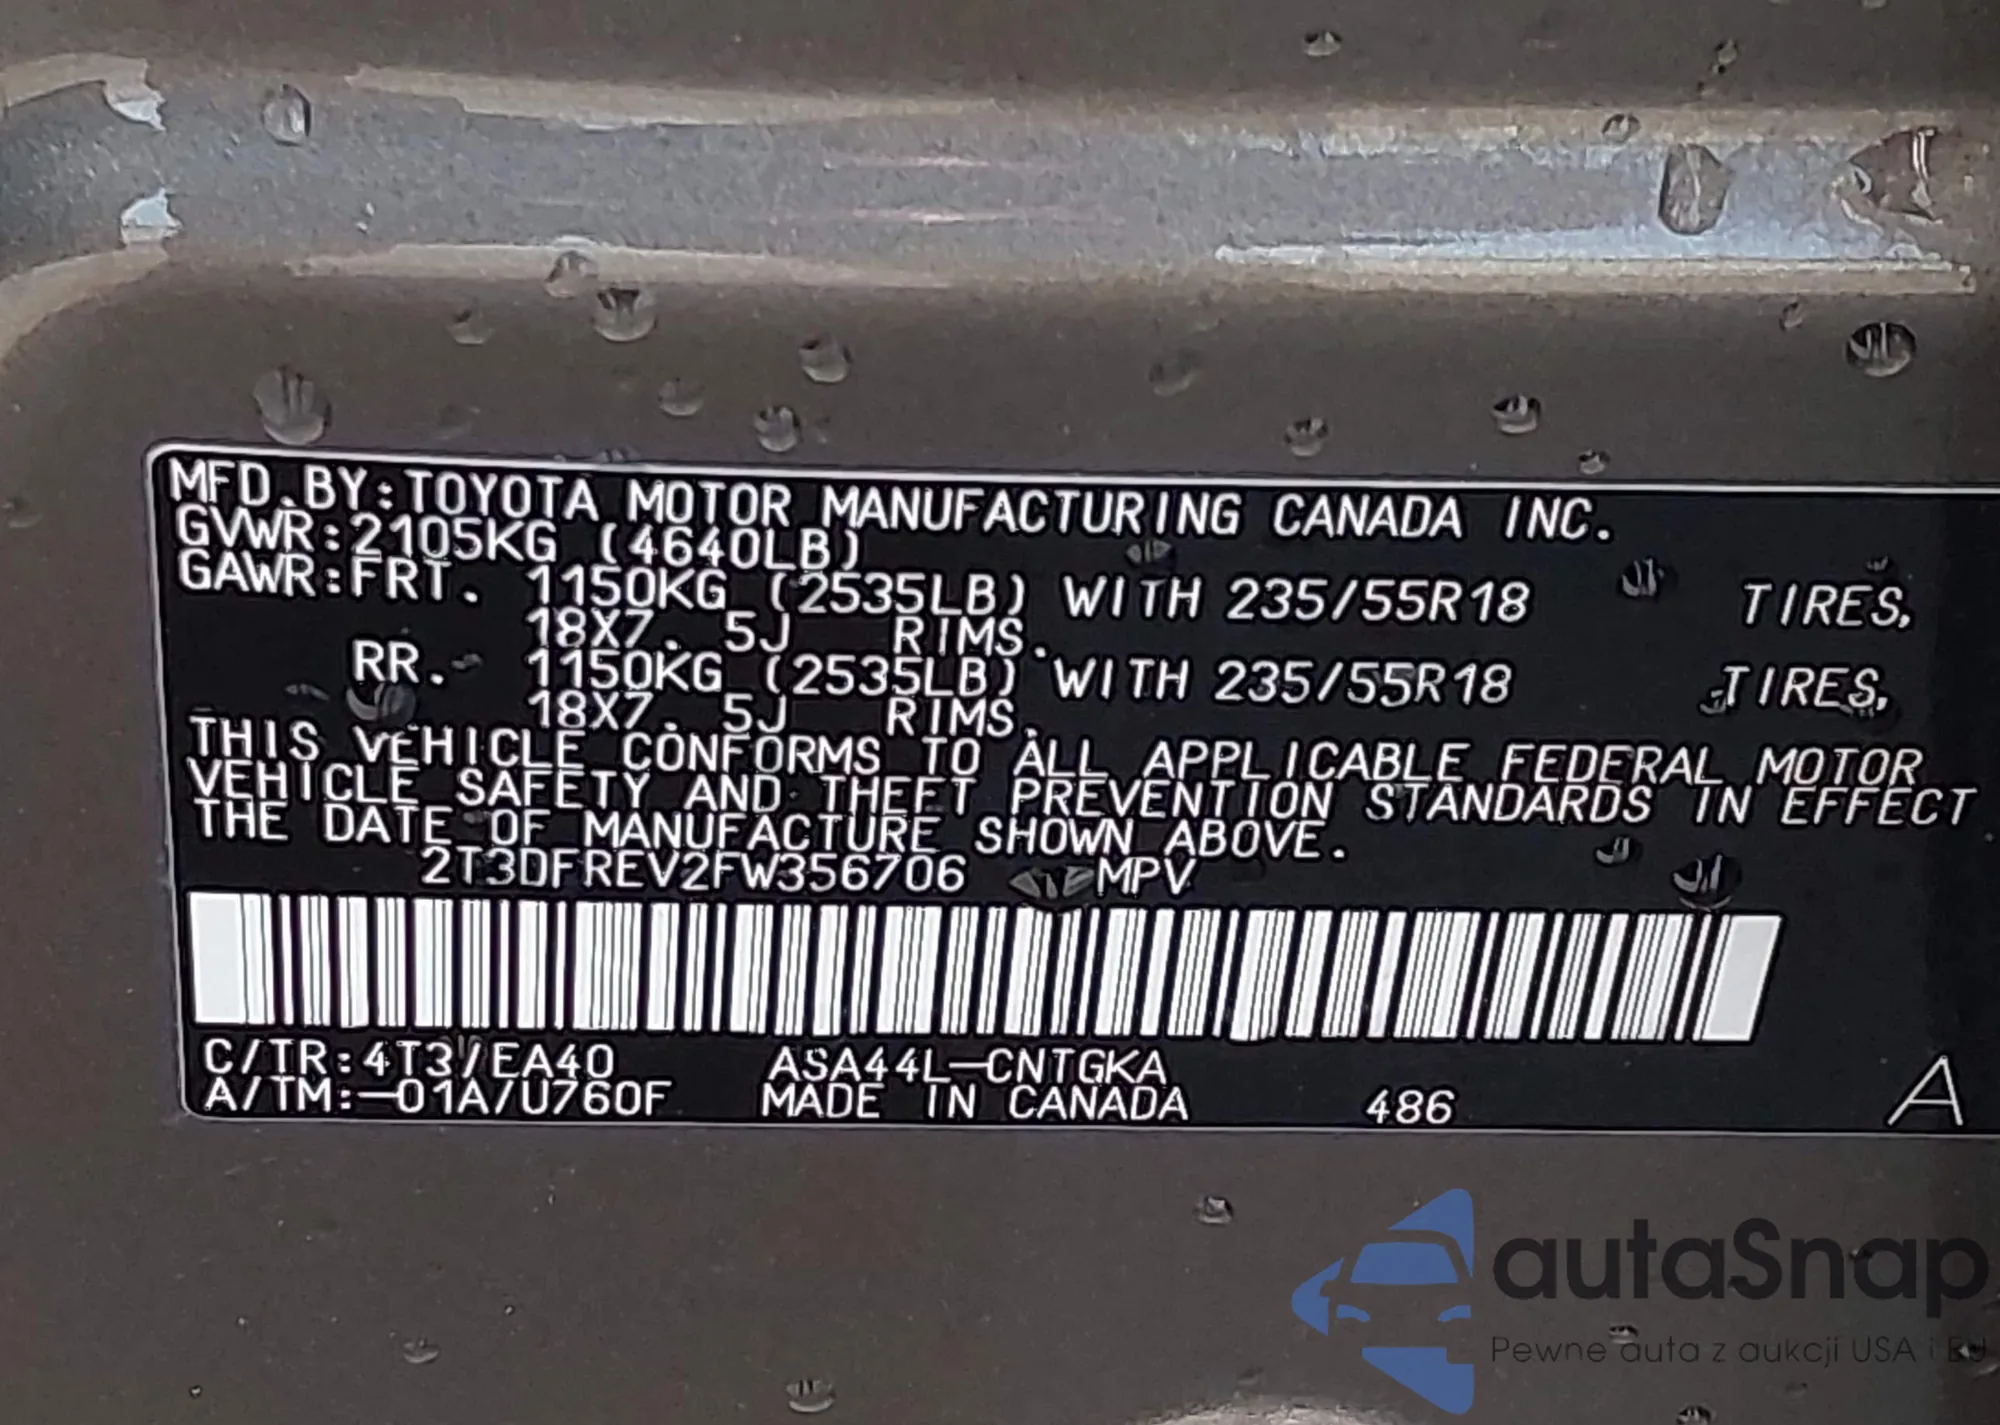 MFD.BY:TOYOTA MOTOR MANUFACTURING CANADA INC.
GVWR:2105KG (4640LB)
GAWR:FRT. 1150KG (2535LB) WITH 235/55R18 TIRES,
18X7. 5J RIMS.
RR. 1150KG (2535LB) WITH 235/55R18 TIRES,
18X7. 5J RIMS.
THIS VEHICLE CONFORMS TO ALL APPLICABLE FEDERAL MOTOR
VEHICLE SAFETY AND THEFT PREVENTION STANDARDS IN EFFECT
THE DATE OF MANUFACTURE SHOWN ABOVE.
2T3DFREV2FW356706 MPV
C/TR:4T3/EA40 ASA44L-CNTGKA
A/TM:-01A/U760F MADE IN CANADA 486 A
autaSnap
Pewne auta z aukcji USA i EU